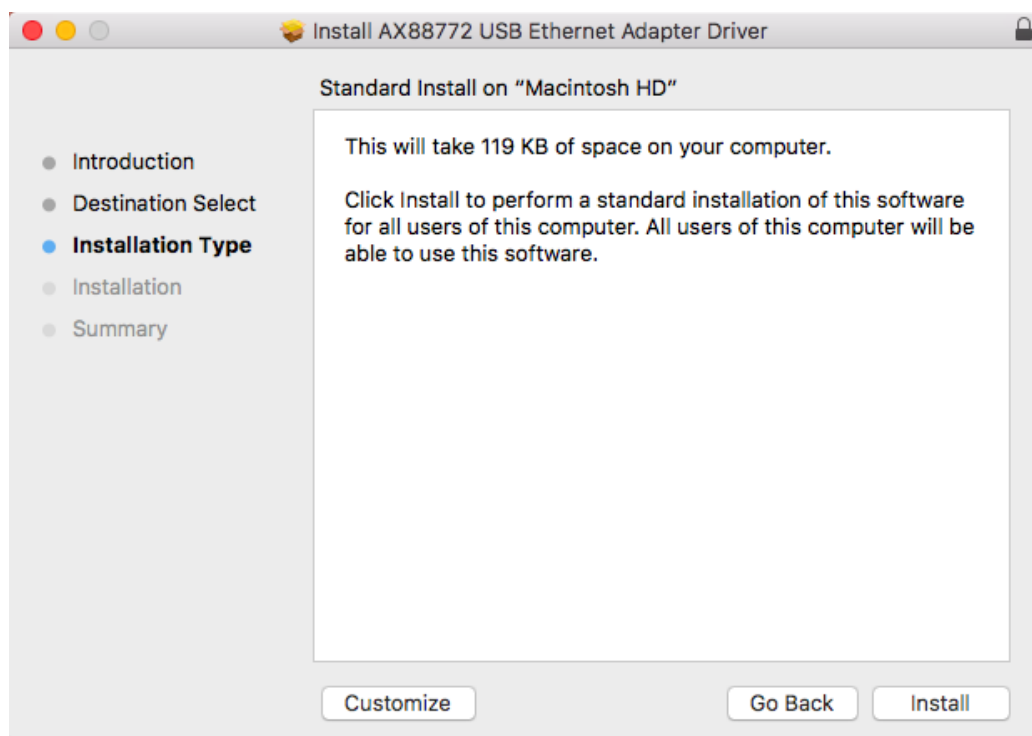 Install AX88772 USB Ethernet Adapter Driver
Standard Install on “Macintosh HD”
Introduction
Destination Select
Installation Type
Installation
Summary
This will take 119 KB of space on your computer.
Click Install to perform a standard installation of this software
for all users of this computer. All users of this computer will be
able to use this software.
Customize
Go Back
Install